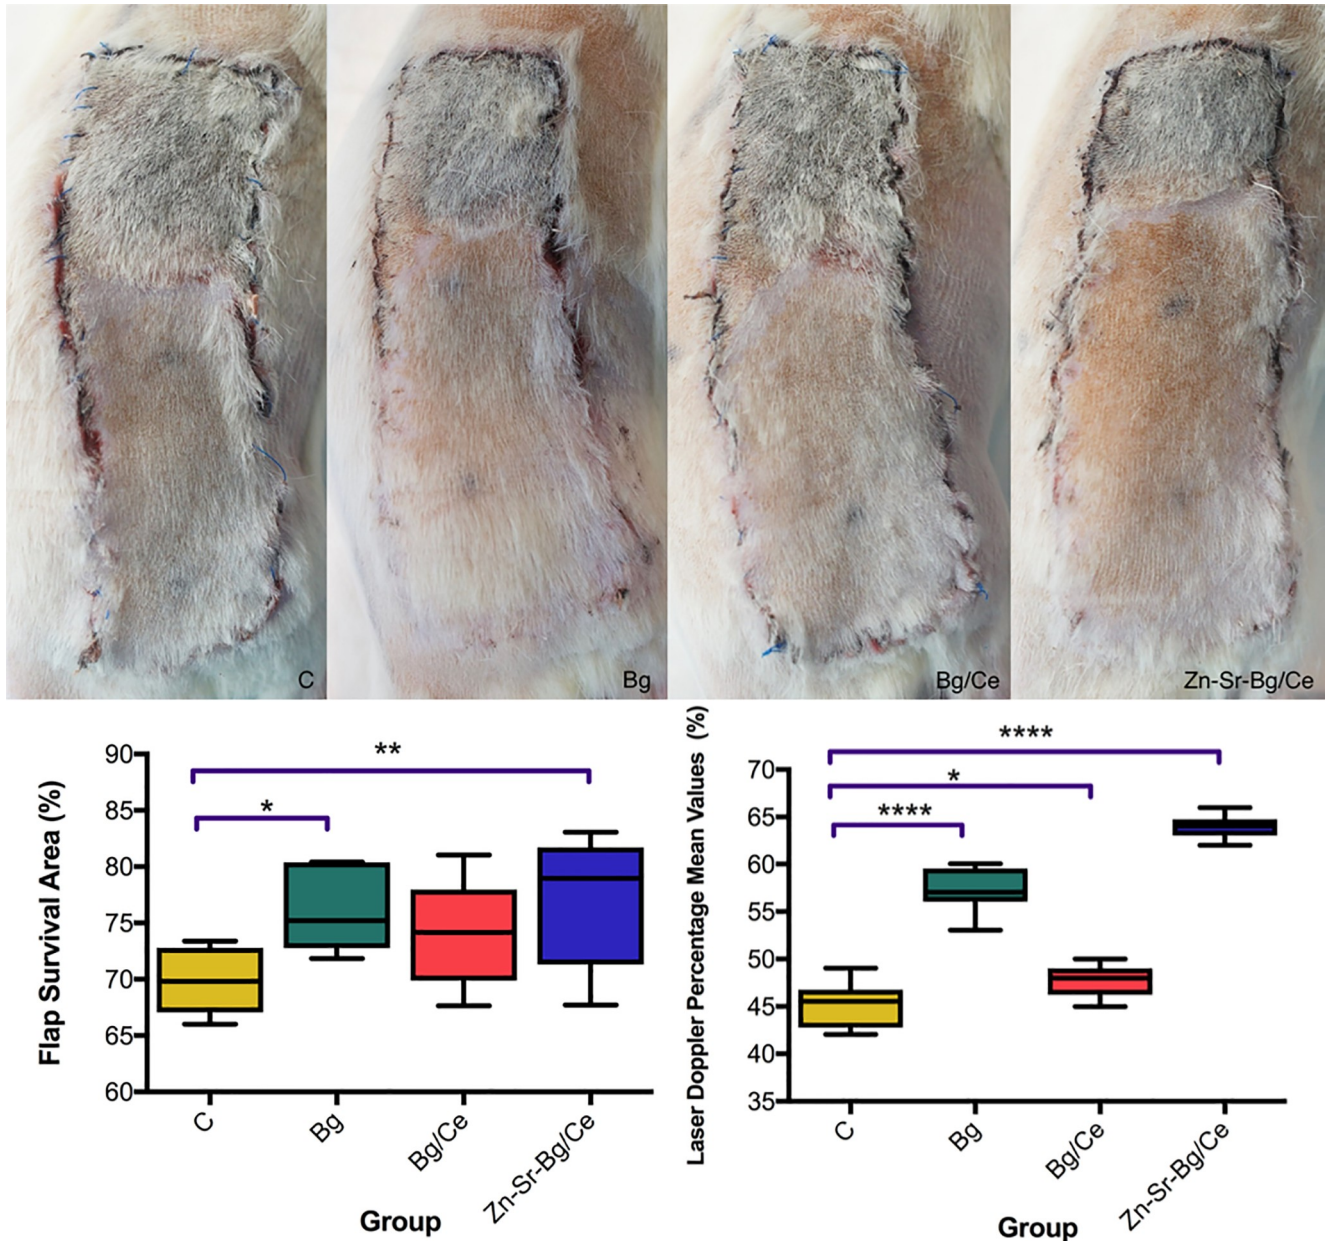 C
Bg
Bg/Ce
Zn-Sr-Bg/Ce
Flap Survival Area (%)
90
85
80
75
70
65
60
**
*
C
Bg
Bg/Ce
Zn-Sr-Bg/Ce
Group
Laser Doppler Percentage Mean Values (%)
70
65
60
55
50
45
40
35
****
*
****
C
Bg
Bg/Ce
Zn-Sr-Bg/Ce
Group